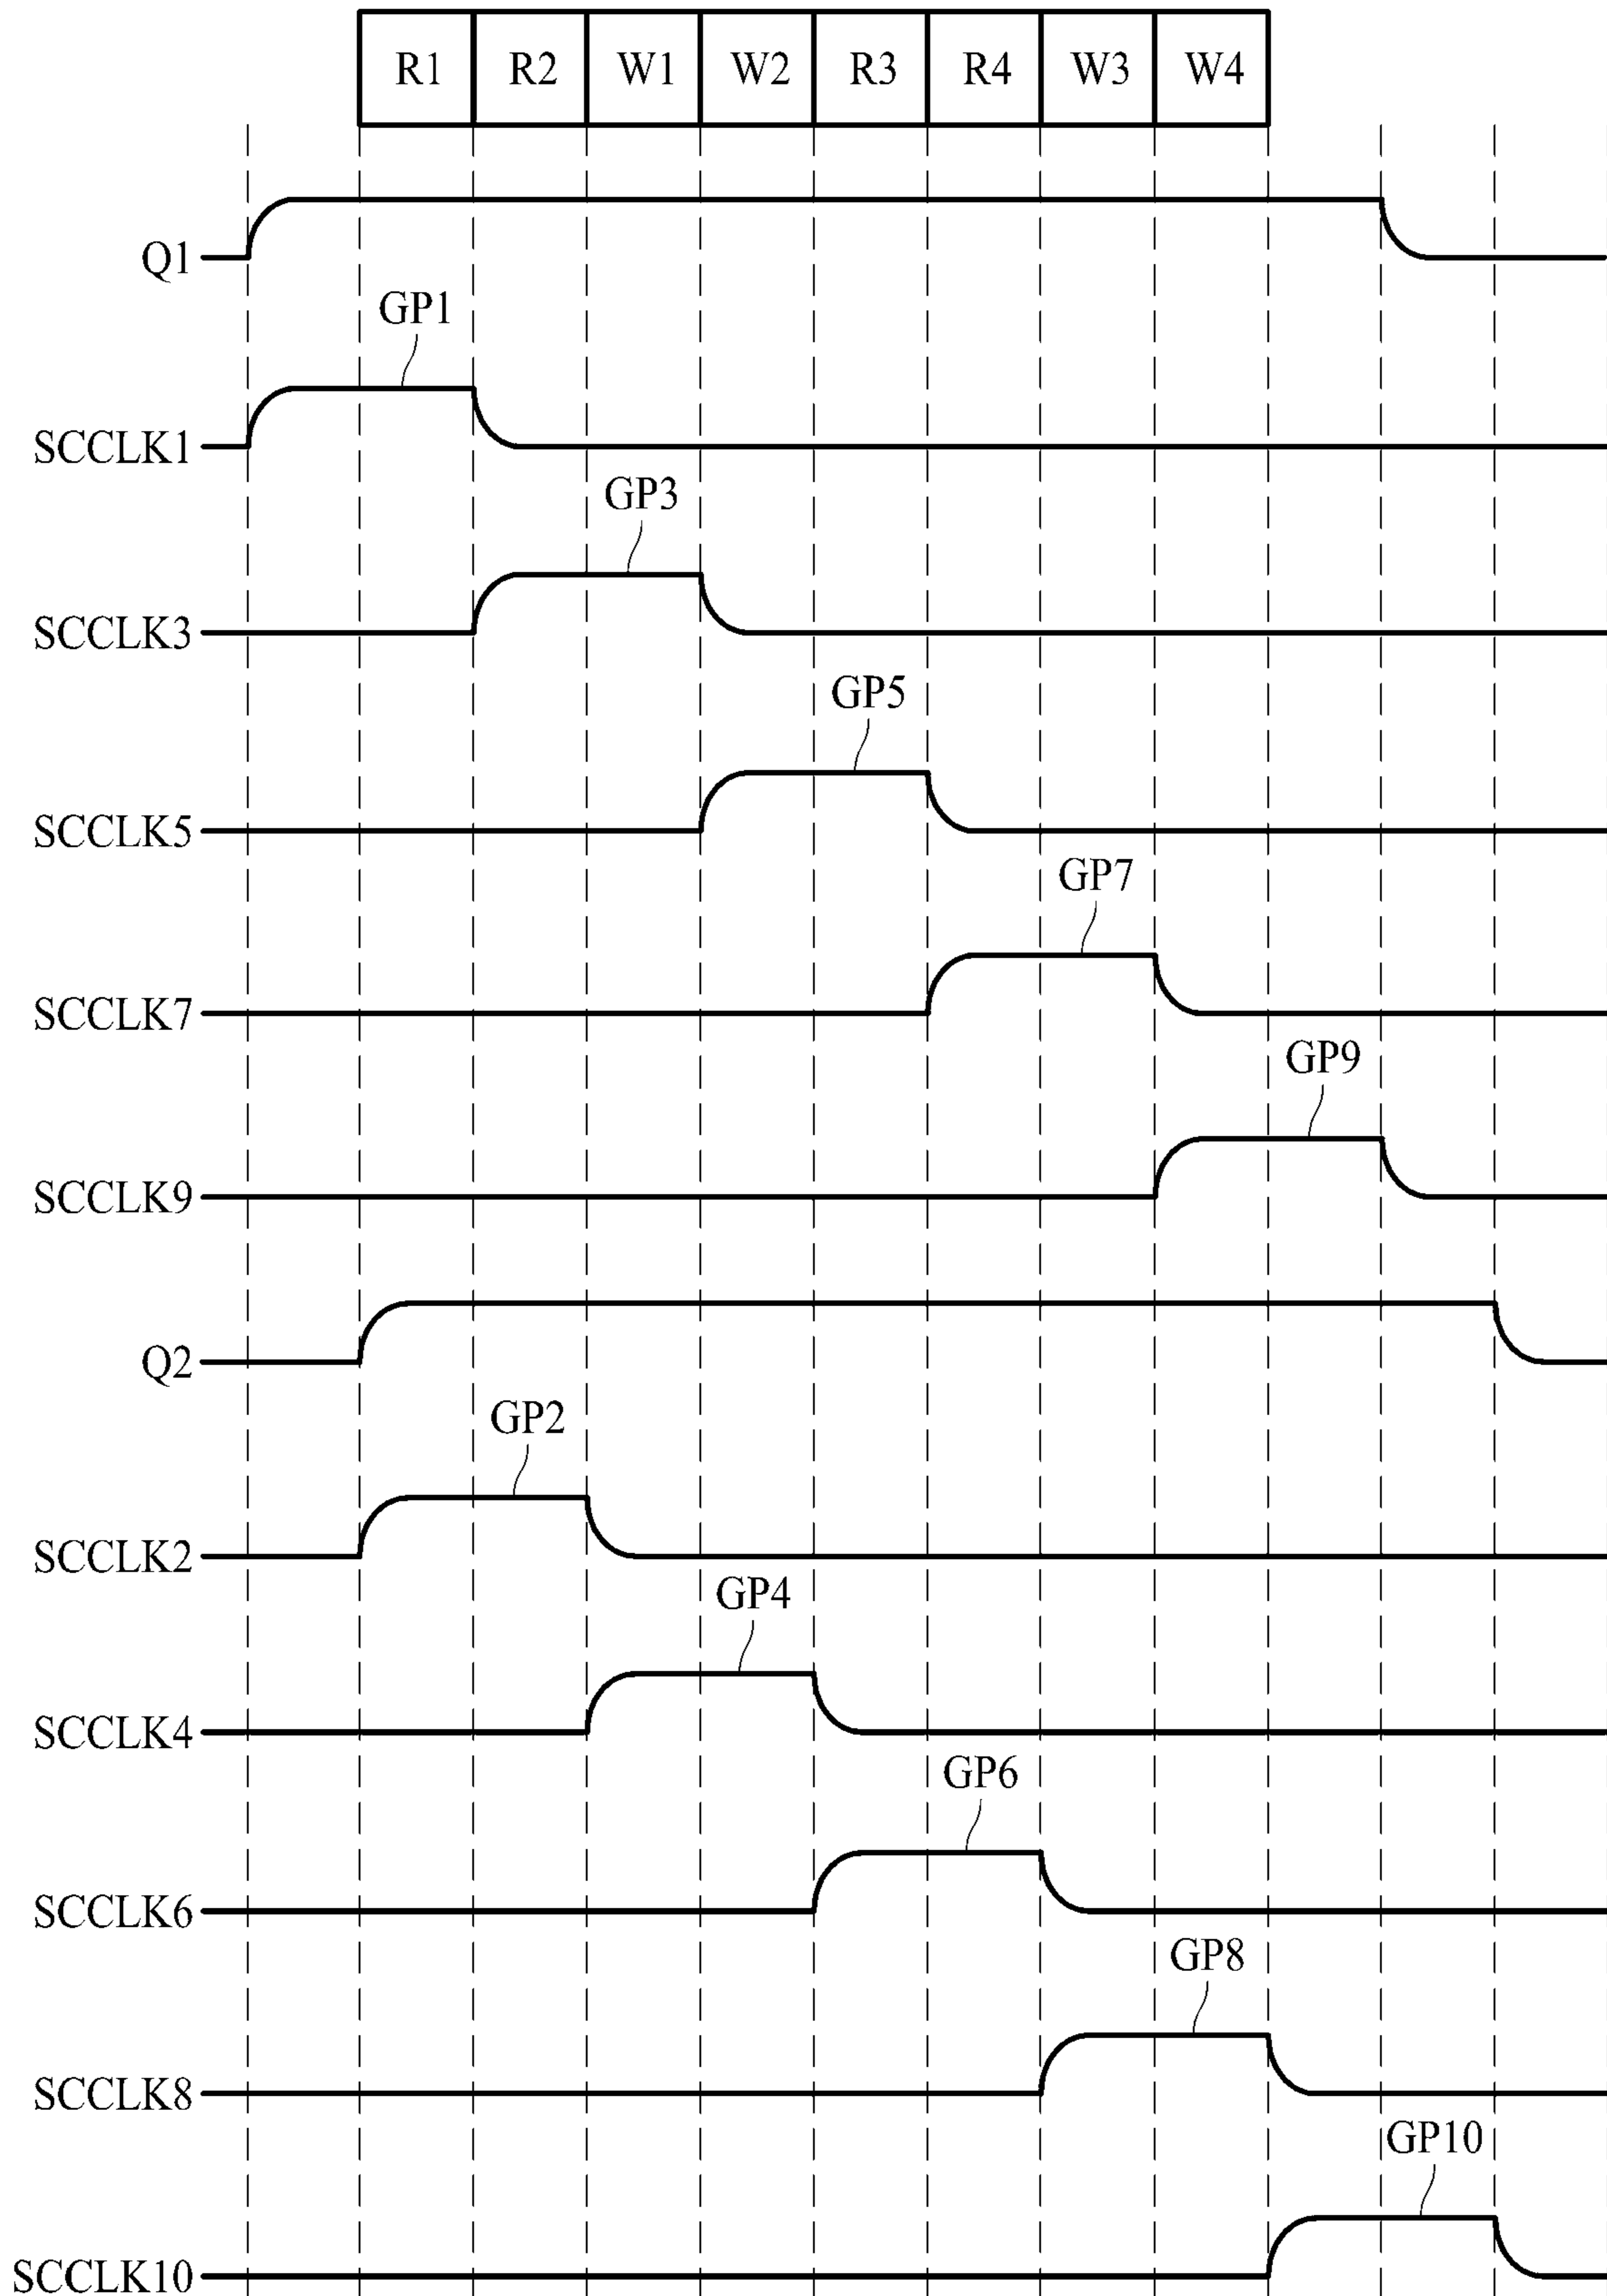 R1 R2 W1 W2 R3 R4 W3 W4
Q1
GP1
SCCLK1
GP3
SCCLK3
GP5
SCCLK5
GP7
SCCLK7
GP9
SCCLK9
Q2
GP2
SCCLK2
GP4
SCCLK4
GP6
SCCLK6
GP8
SCCLK8
GP10
SCCLK10